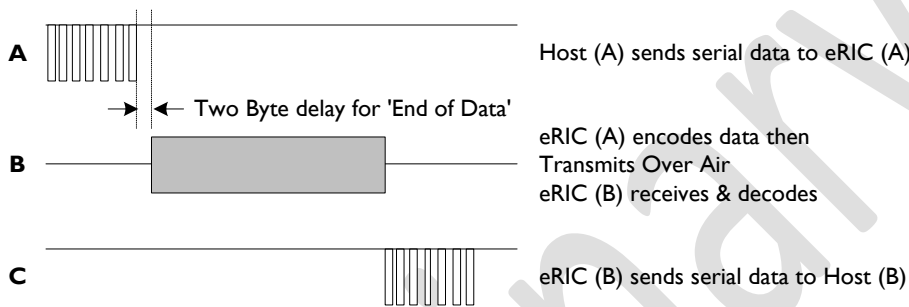 A
Host (A) sends serial data to eRIC (A)
Two Byte delay for 'End of Data'
B
eRIC (A) encodes data then
Transmits Over Air
eRIC (B) receives & decodes
C
eRIC (B) sends serial data to Host (B)